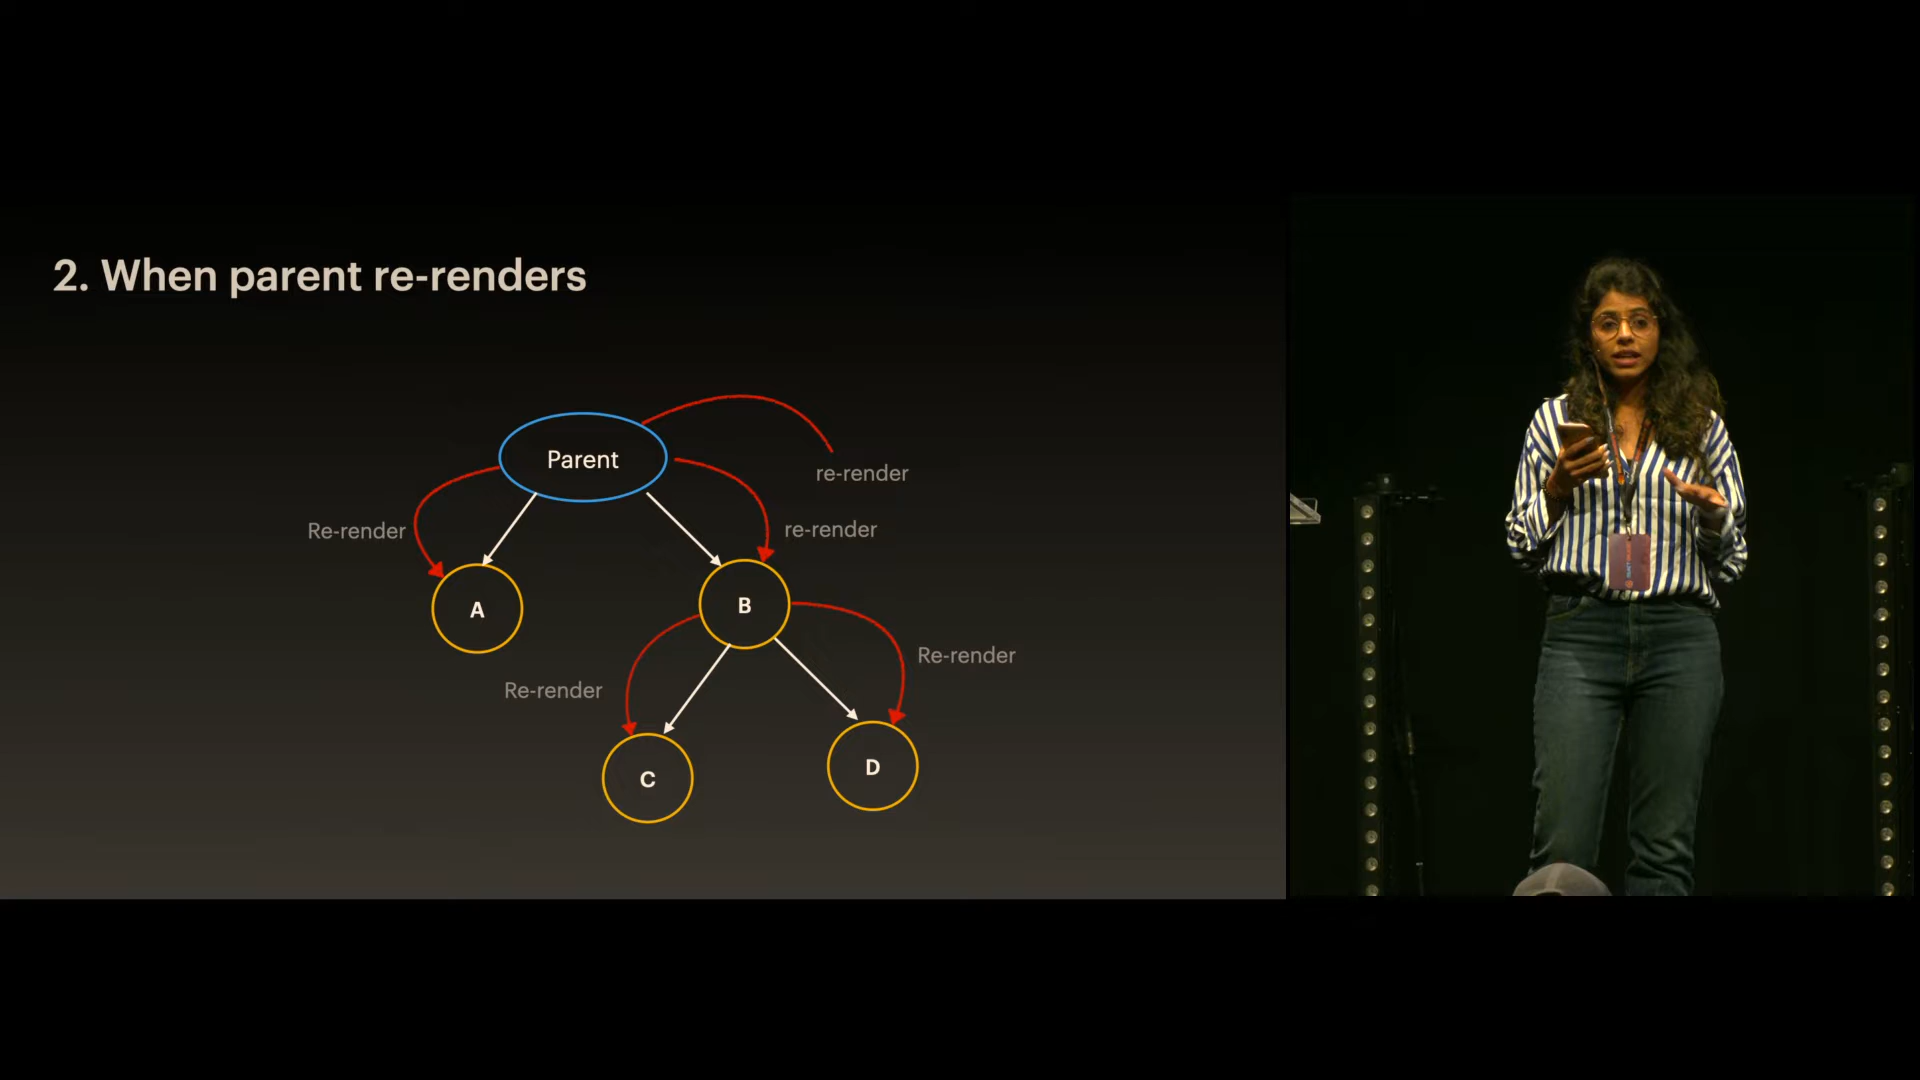 2. When parent re-renders
Parent
re-render
Re-render
re-render
A
B
Re-render
Re-render
C
D